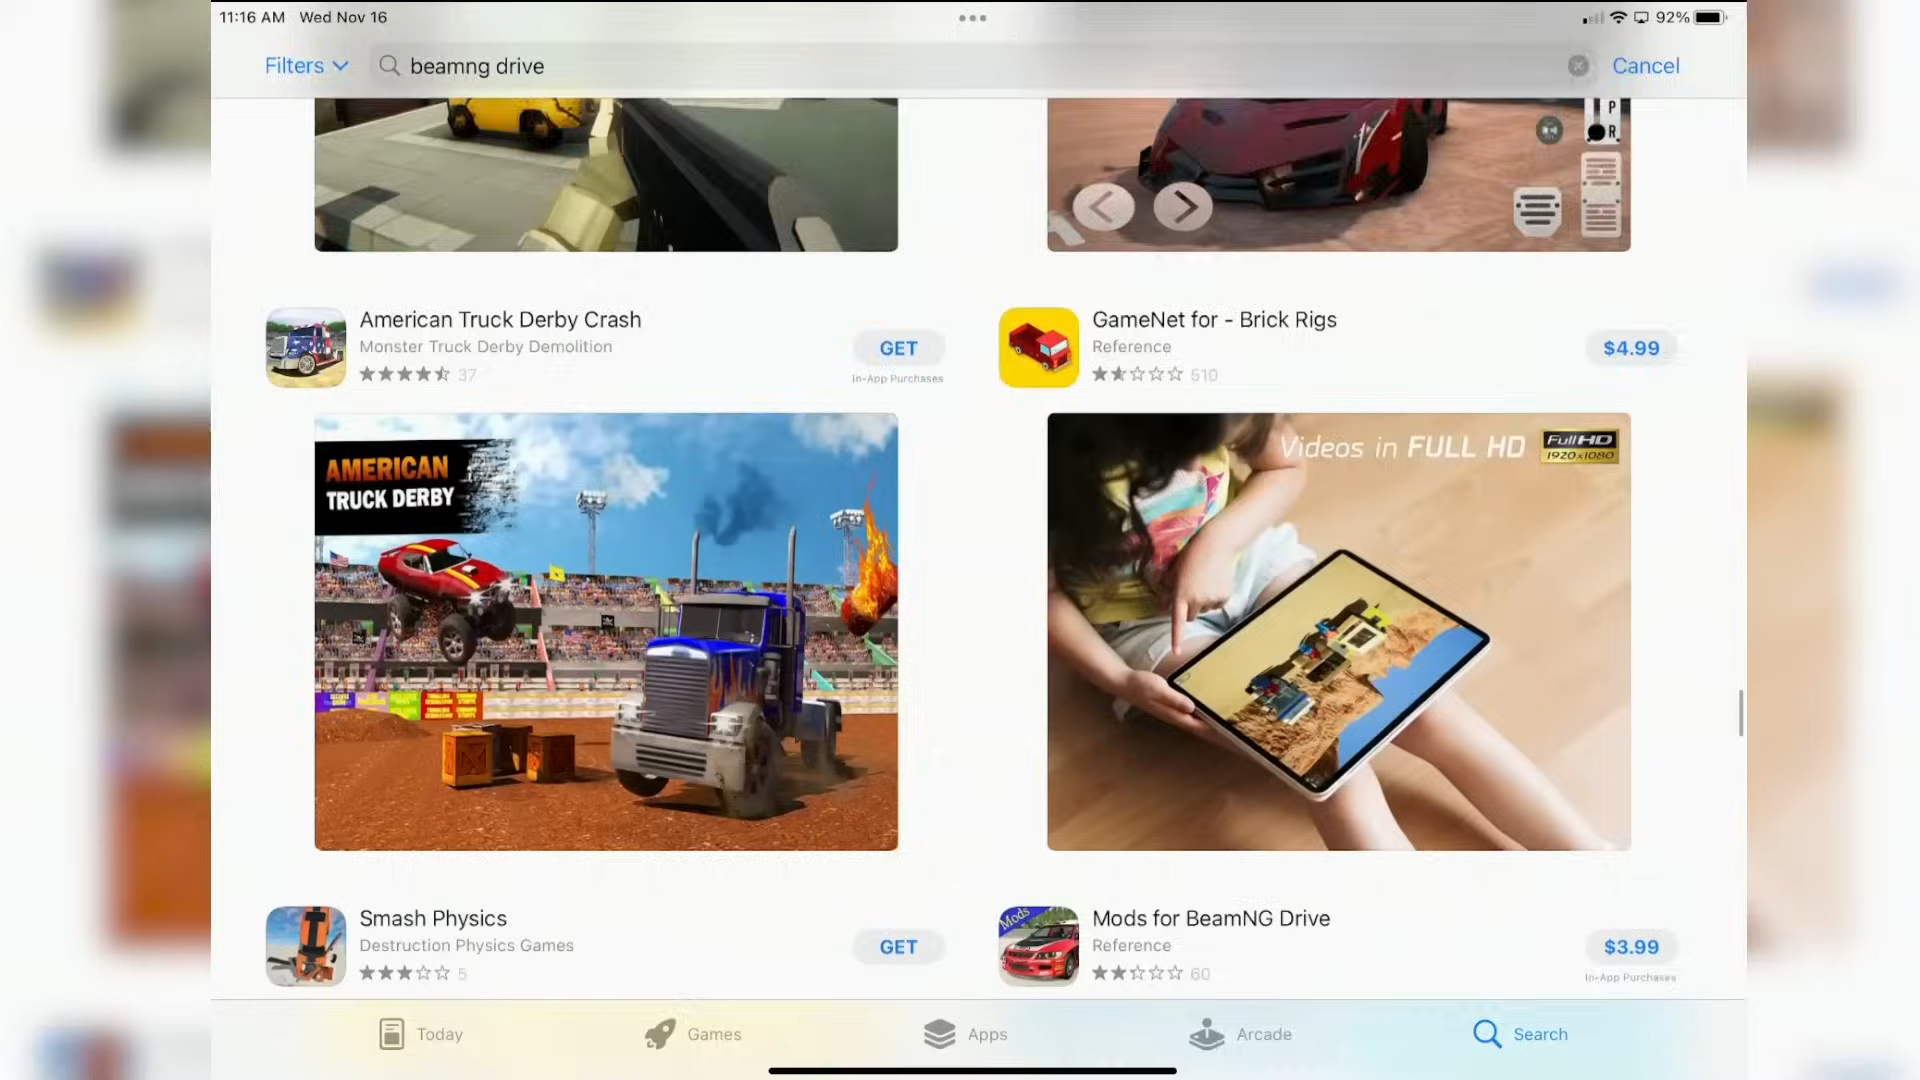 11:16 AM Wed Nov 16
92%
Filters
beamng drive
Cancel
P
R
American Truck Derby Crash
Monster Truck Derby Demolition
37
GET
In-App Purchases
GameNet for - Brick Rigs
Reference
510
$4.99
AMERICAN
TRUCK DERBY
Videos in FULL HD
Full HD
1920x1080
Smash Physics
Destruction Physics Games
5
GET
Mods
Mods for BeamNG Drive
Reference
60
$3.99
In-App Purchases
Today
Games
Apps
Arcade
Search